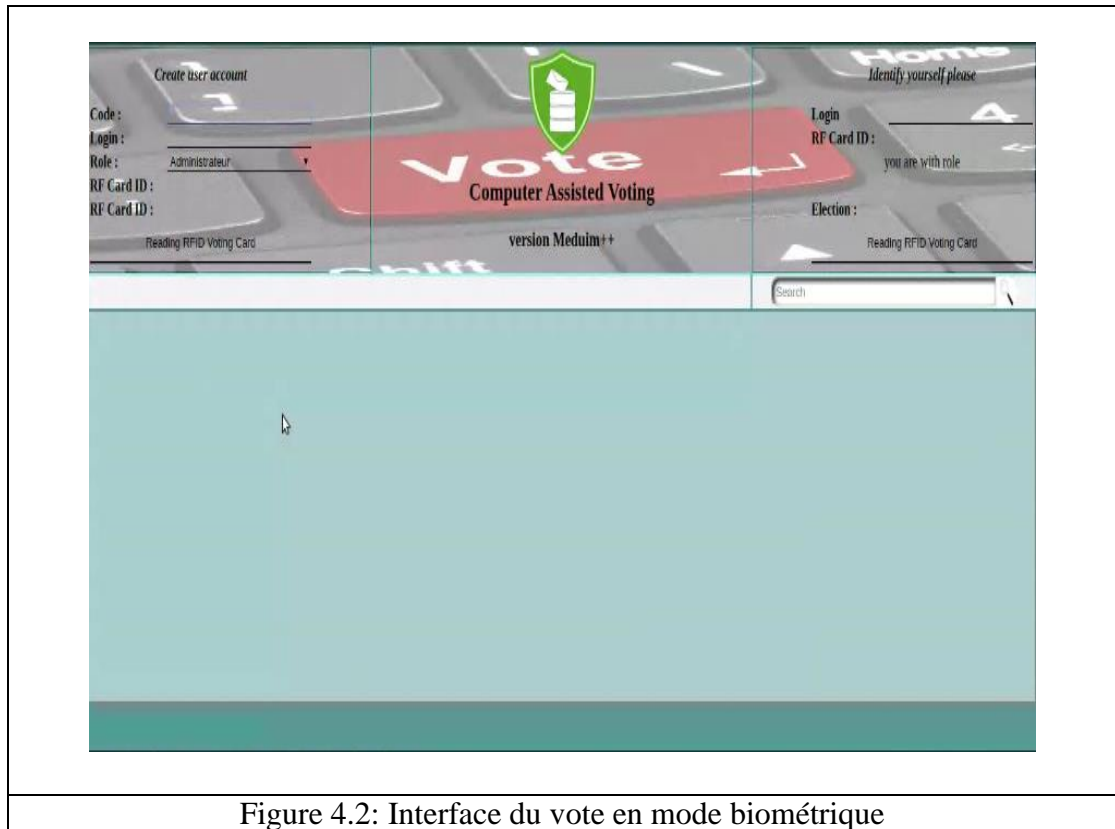 Create user account
Code :
Login :
Role : Administrateur
RF Card ID :
RF Card ID :
Reading RFID Voting Card
Vote
Computer Assisted Voting
version Meduim++
Shift
Home
Identify yourself please
4
Login
RF Card ID :
you are with role
Election :
Reading RFID Voting Card
Search
Figure 4.2: Interface du vote en mode biométrique